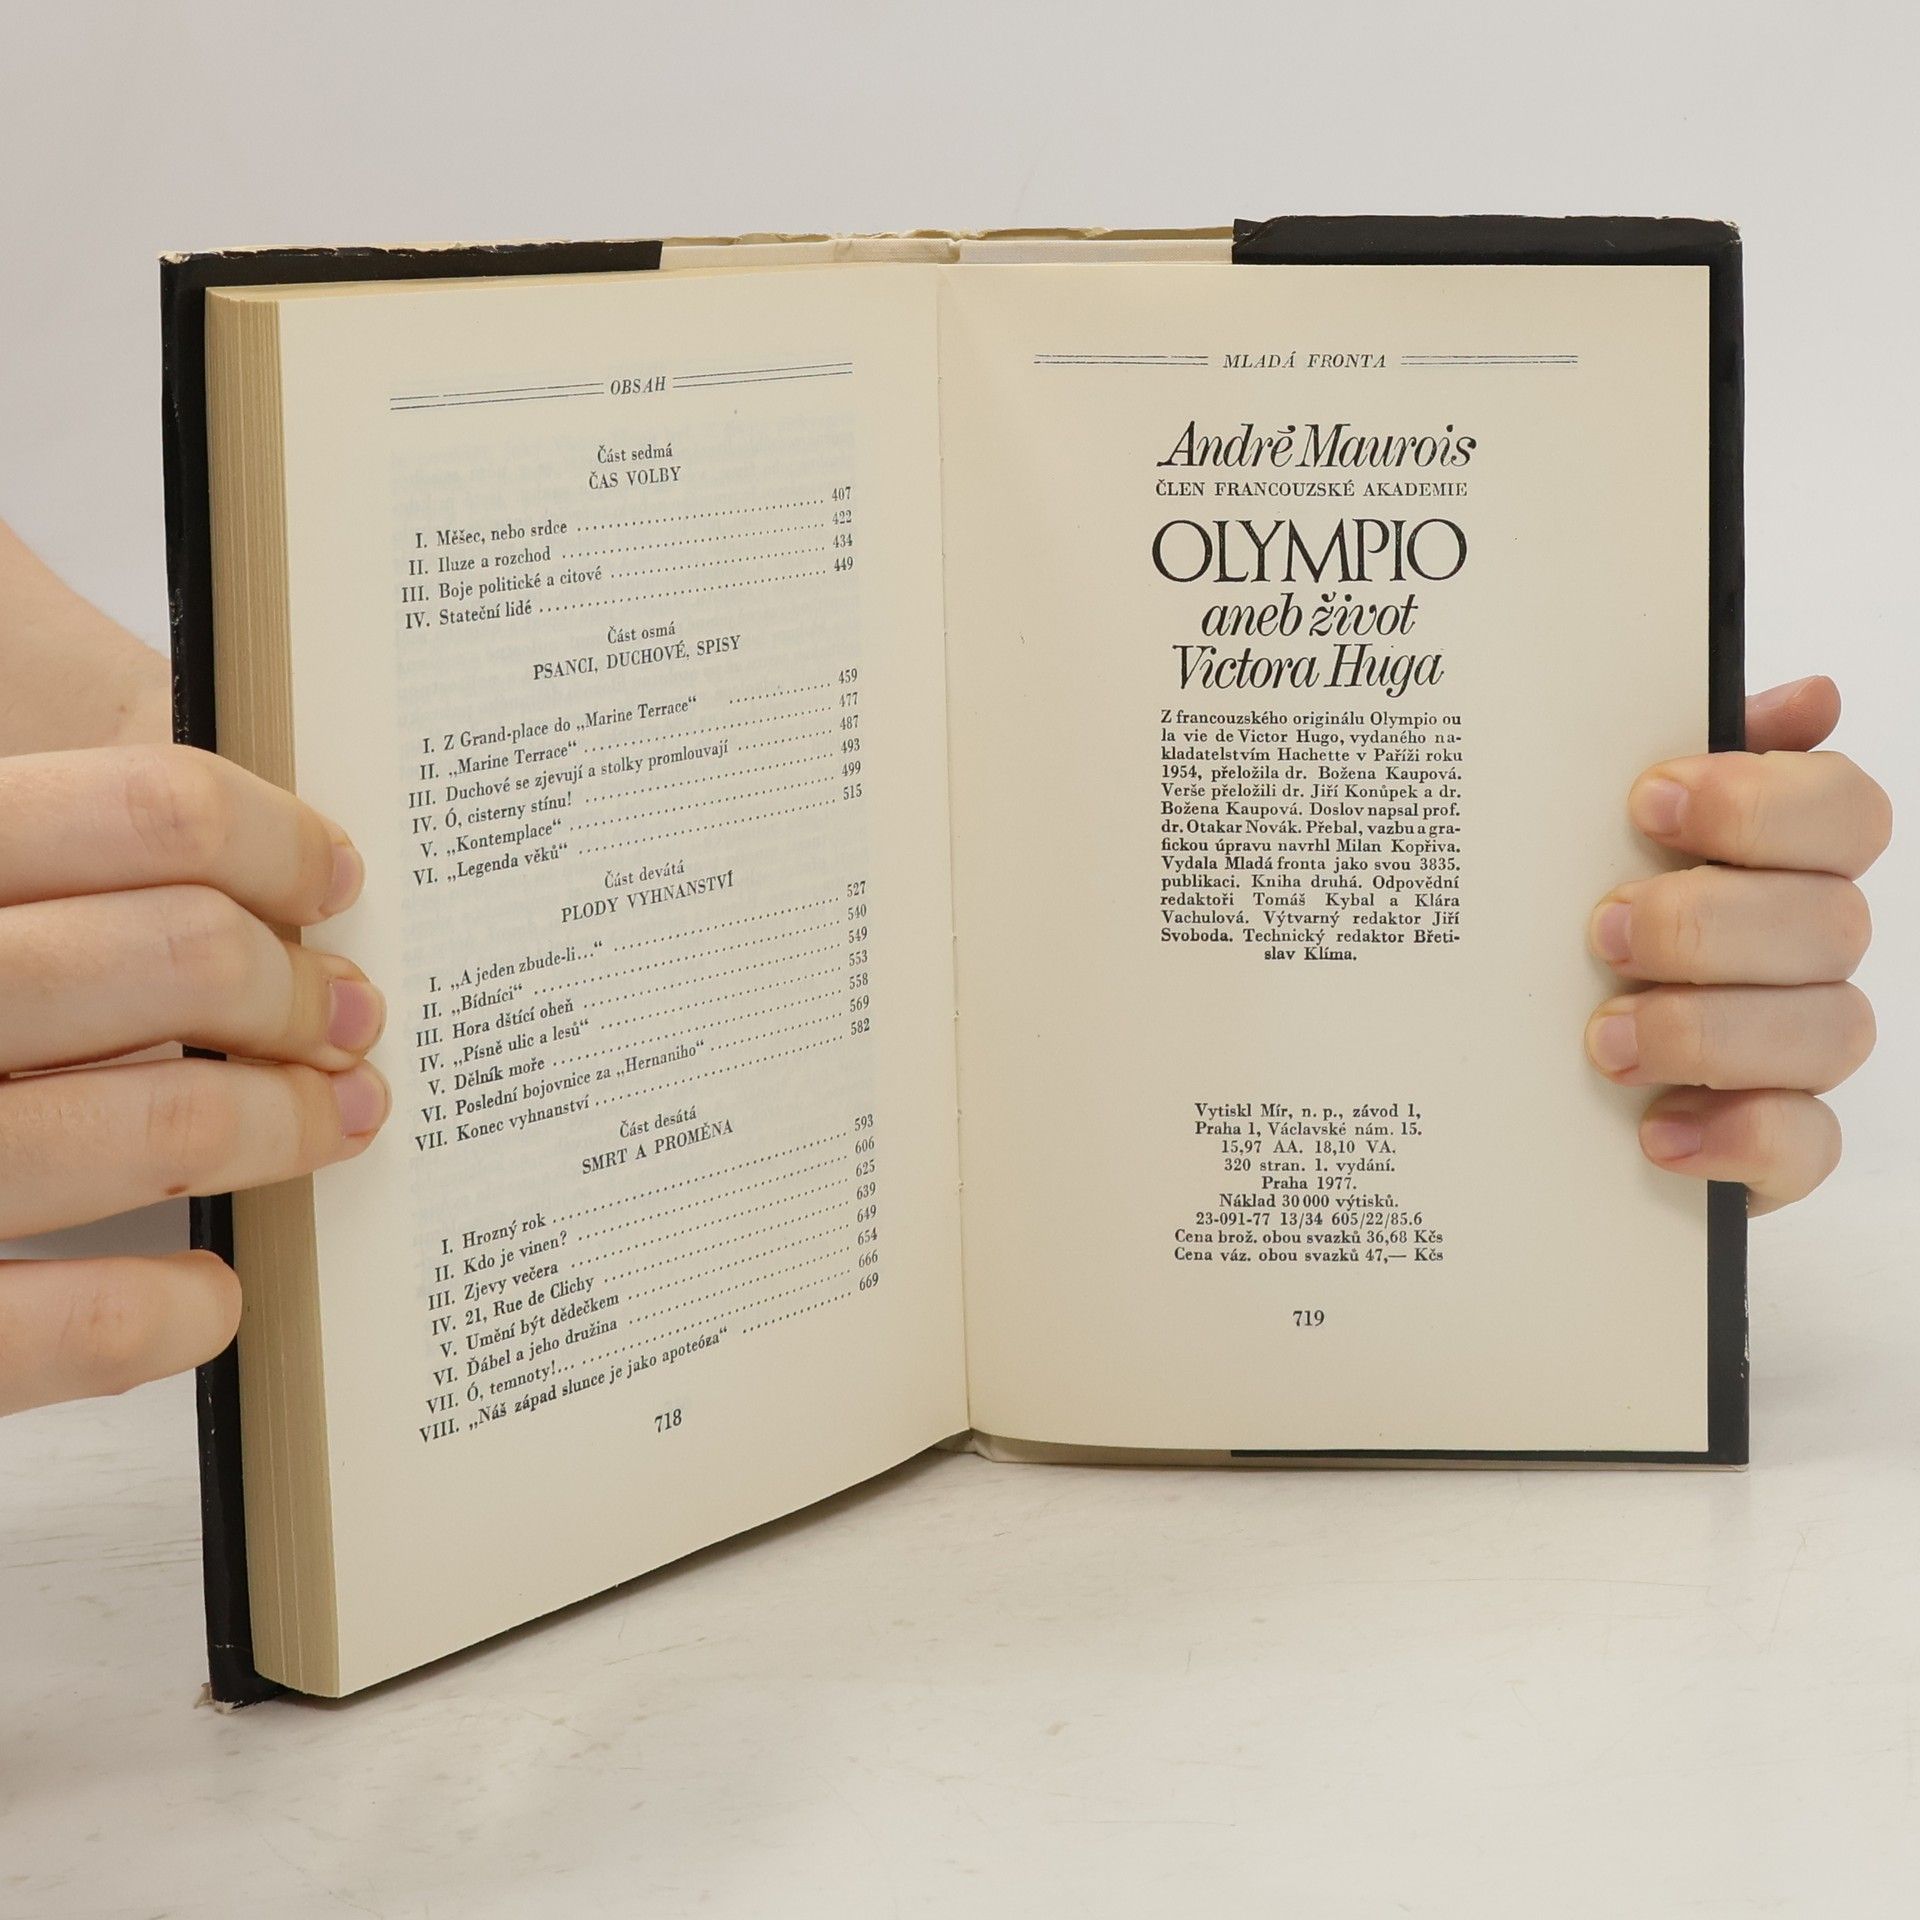 OBSAH
Část sedmá
ČAS VOLBY
I. Měšec, nebo srdce ........ 407
II. Iluze a rozchod ........ 422
III. Boje politické a citové ........ 434
IV. Stateční lidé ........ 449
Část osmá
PSANCI, DUCHOVÉ, SPISY
I. Z Grand-place do „Marine Terrace“ ........ 459
II. „Marine Terrace“ ........ 477
III. Duchové se zjevují a stolky promlouvají ........ 487
IV. Ó, cisterny stínu! ........ 493
V. „Kontemplace“ ........ 499
VI. „Legenda věků“ ........ 515
Část devátá
PLODY VYHNANSTVÍ
I. „A jeden zbude-li...“ ........ 527
II. „Bídníci“ ........ 540
III. Hora dštící oheň ........ 549
IV. „Písně ulic a lesů“ ........ 553
V. Dělník moře ........ 558
VI. Poslední bojovnice za „Hernaniho“ ........ 569
VII. Konec vyhnanství ........ 582
Část desátá
SMRT A PROMĚNA
I. Hrozný rok ........ 593
II. Kdo je vinen? ........ 606
III. Zjevy večera ........ 625
IV. 21, Rue de Clichy ........ 639
V. Umění být dědečkem ........ 649
VI. Ďábel a jeho družina ........ 654
VII. Ó, temnoty!... ........ 666
VIII. „Náš západ slunce je jako apoteóza“ ........ 669
718
MLADÁ FRONTA
André Maurois
ČLEN FRANCOUZSKÉ AKADEMIE
OLYMPIO
aneb život
Victora Huga
Z francouzského originálu Olympio ou
la vie de Victor Hugo, vydaného na-
kladatelstvím Hachette v Paříži roku
1954, přeložila dr. Božena Kaupová.
Verše přeložili dr. Jiří Konůpek a dr.
Božena Kaupová. Doslov napsal prof.
dr. Otakar Novák. Přebal, vazbu a gra-
fickou úpravu navrhl Milan Kopřiva.
Vydala Mladá fronta jako svou 3835.
publikaci. Kniha druhá. Odpovědní
redaktoři Tomáš Kybal a Klára
Vachulová. Výtvarný redaktor Jiří
Svoboda. Technický redaktor Břeti-
slav Klíma.
Vytiskl Mír, n. p., závod 1,
Praha 1, Václavské nám. 15.
15,97 AA. 18,10 VA.
320 stran. 1. vydání.
Praha 1977.
Náklad 30 000 výtisků.
23-091-77 13/34 605/22/85.6
Cena brož. obou svazků 36,68 Kčs
Cena váz. obou svazků 47,— Kčs
719